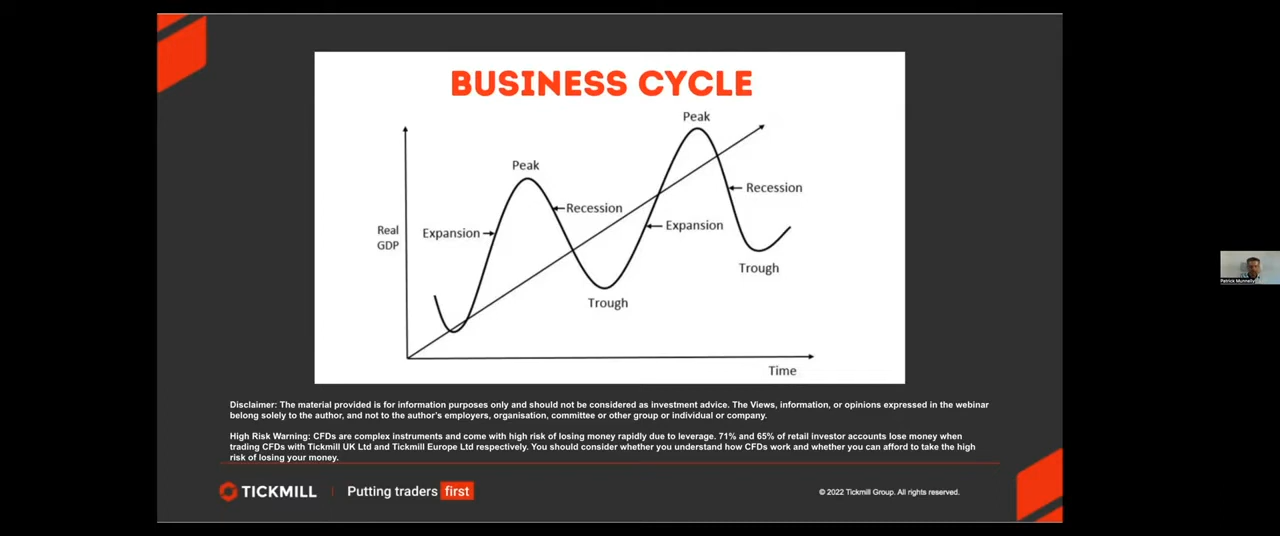 BUSINESS CYCLE
Peak
Peak
Recession
Recession
Expansion
Expansion
Real
GDP
Trough
Trough
Time
Patrick Munnelly
Disclaimer: The material provided is for information purposes only and should not be considered as investment advice. The Views, information, or opinions expressed in the webinar
belong solely to the author, and not to the author's employers, organisation, committee or other group or individual or company.
High Risk Warning: CFDs are complex instruments and come with high risk of losing money rapidly due to leverage. 71% and 65% of retail investor accounts lose money when
trading CFDs with Tickmill UK Ltd and Tickmill Europe Ltd respectively. You should consider whether you understand how CFDs work and whether you can afford to take the high
risk of losing your money.
TICKMILL
Putting traders first
© 2022 Tickmill Group. All rights reserved.